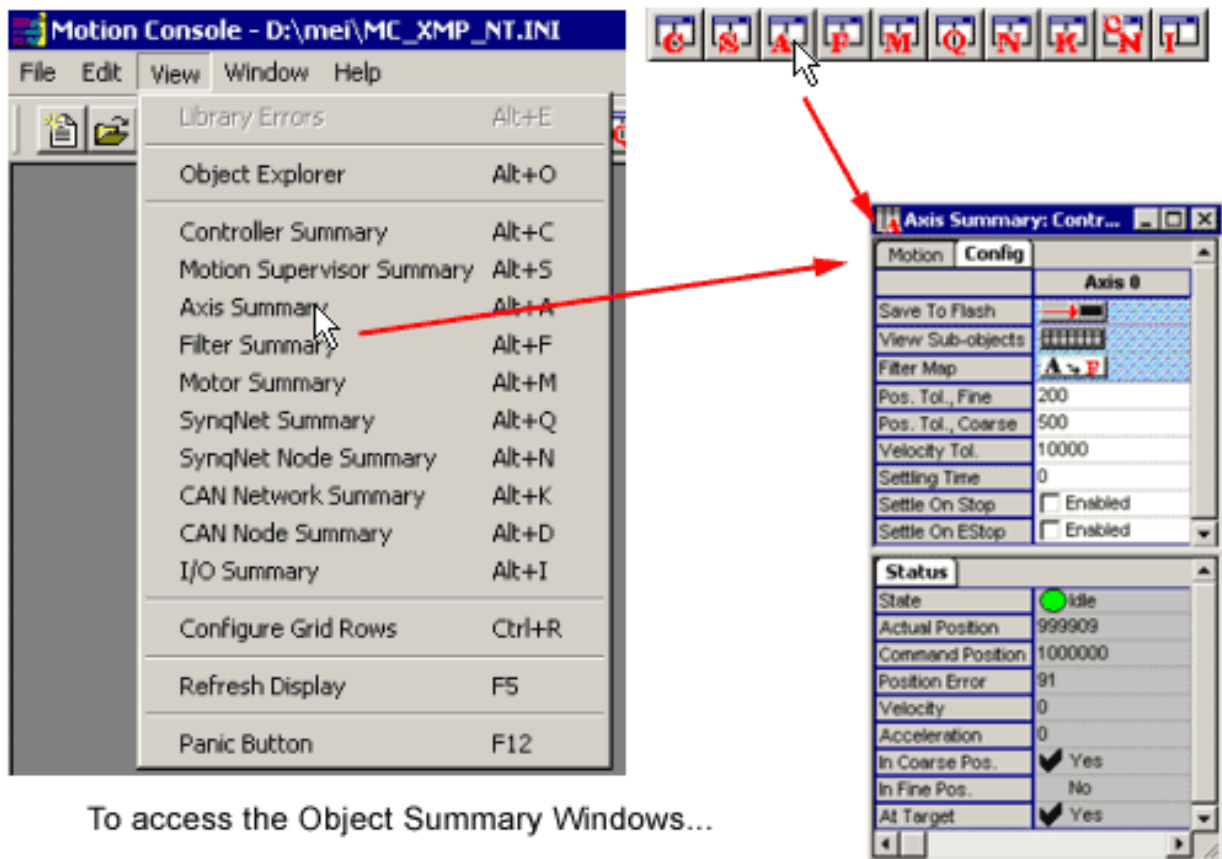 Motion Console - D:\mei\MC_XMP_NT.INI
File Edit View Window Help
Library Errors Alt+E
Object Explorer Alt+O
Controller Summary Alt+C
Motion Supervisor Summary Alt+S
Axis Summary Alt+A
Filter Summary Alt+F
Motor Summary Alt+M
SynqNet Summary Alt+Q
SynqNet Node Summary Alt+N
CAN Network Summary Alt+K
CAN Node Summary Alt+D
I/O Summary Alt+I
Configure Grid Rows Ctrl+R
Refresh Display F5
Panic Button F12
C S A F M Q N K CN I
Axis Summary: Contr...
Motion Config
Axis 0
Save To Flash
View Sub-objects
Filter Map A F
Pos. Tol., Fine 200
Pos. Tol., Coarse 500
Velocity Tol. 10000
Settling Time 0
Settle On Stop Enabled
Settle On EStop Enabled
Status
State Idle
Actual Position 999909
Command Position 1000000
Position Error 91
Velocity 0
Acceleration 0
In Coarse Pos. Yes
In Fine Pos. No
At Target Yes
To access the Object Summary Windows...